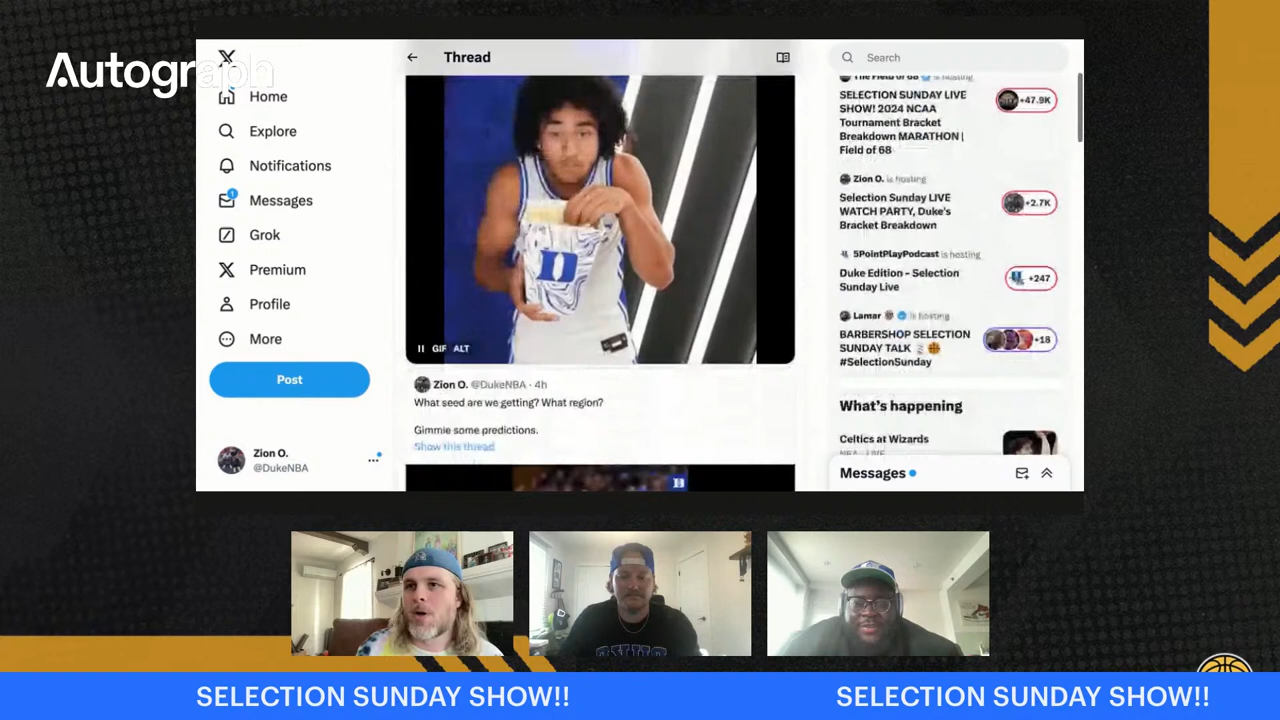 Autograph
Home
Explore
Notifications
Messages
1
Grok
Premium
Profile
More
Post
Zion O.
@DukeNBA
Thread
D
GIF ALT
Zion O. @DukeNBA · 4h
What seed are we getting? What region?
Gimmie some predictions.
Show this thread
D
Search
The Field of 68 is hosting
SELECTION SUNDAY LIVE
SHOW! 2024 NCAA
Tournament Bracket
Breakdown MARATHON |
Field of 68
+47.9K
Zion O. is hosting
Selection Sunday LIVE
WATCH PARTY, Duke's
Bracket Breakdown
+2.7K
5PointPlayPodcast is hosting
Duke Edition - Selection
Sunday Live
+247
Lamar is hosting
BARBERSHOP SELECTION
SUNDAY TALK
#SelectionSunday
+18
What's happening
Celtics at Wizards
NBA · LIVE
Messages
SELECTION SUNDAY SHOW!!
SELECTION SUNDAY SHOW!!